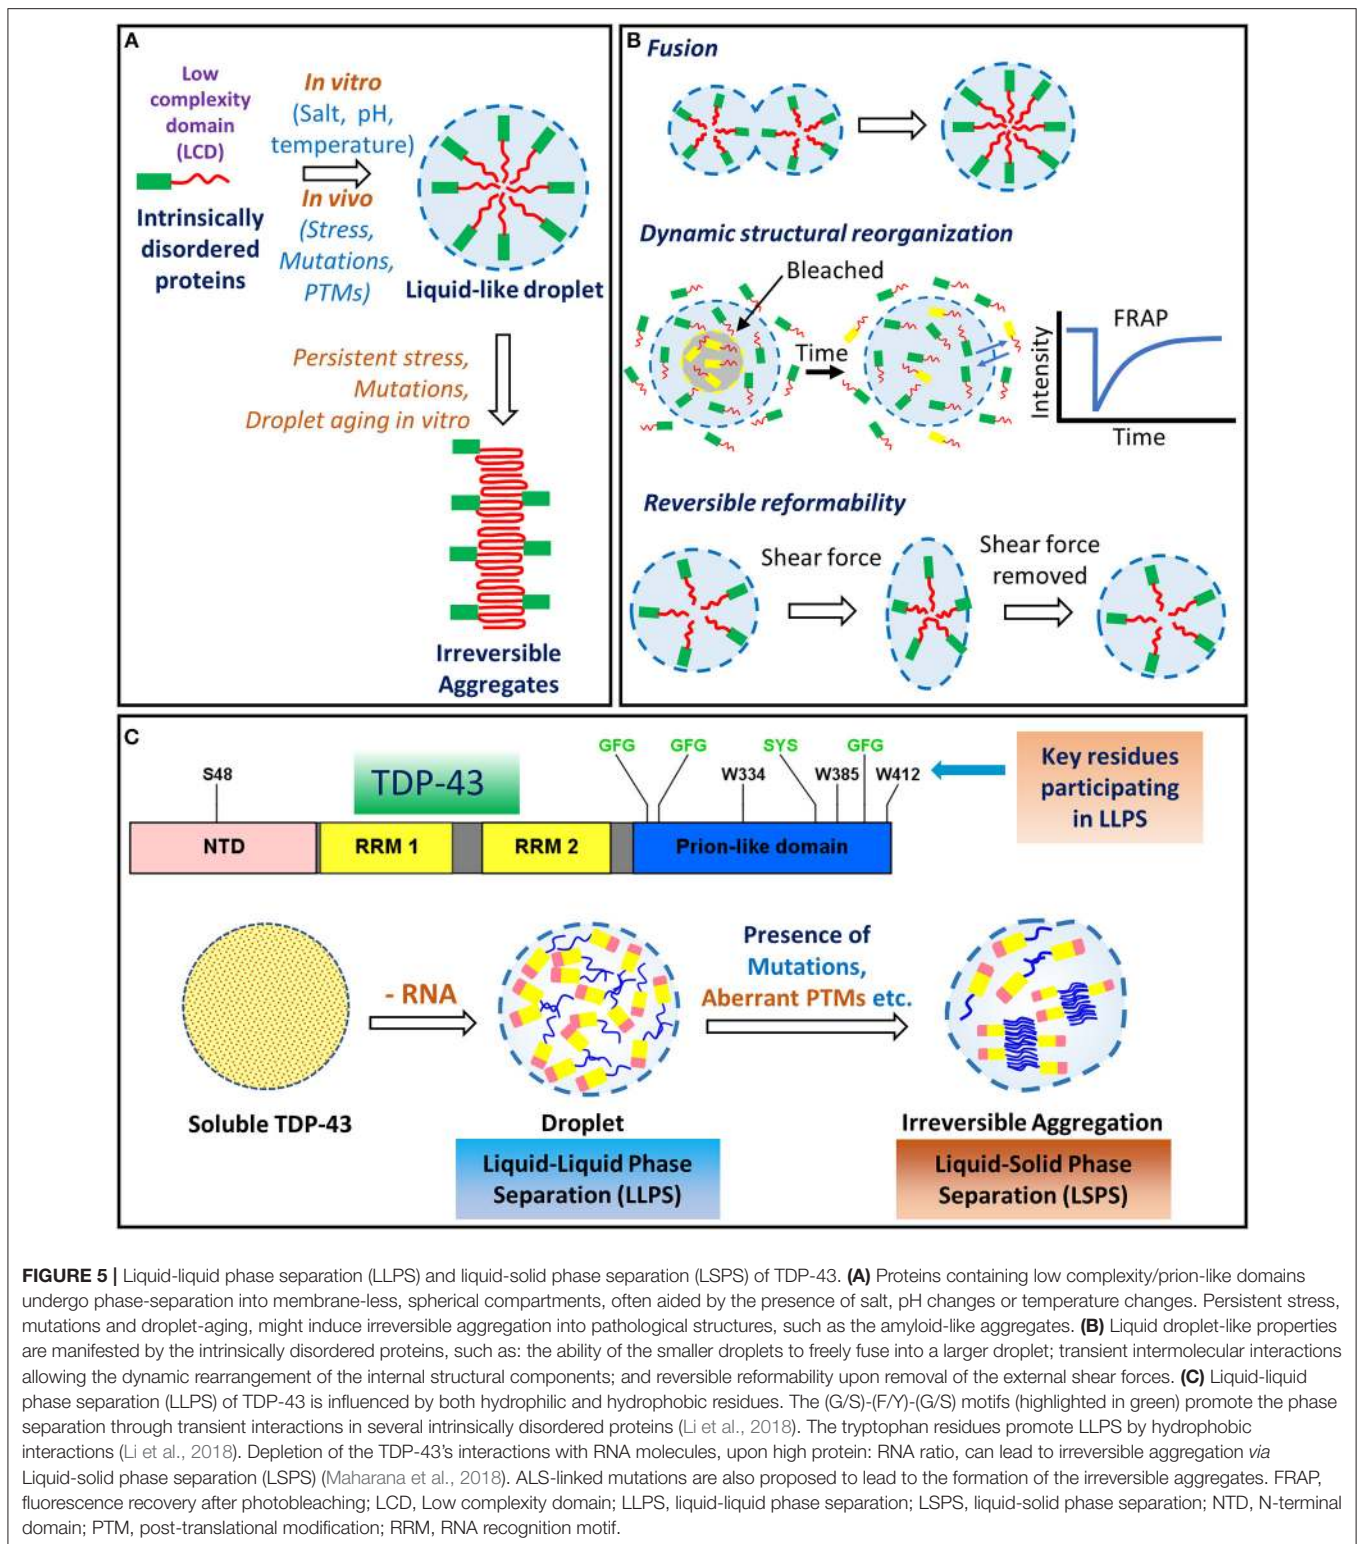 A
Low
complexity
domain
(LCD)
Intrinsically
disordered
proteins
In vitro
(Salt, pH,
temperature)
In vivo
(Stress,
Mutations,
PTMs)
Liquid-like droplet
Persistent stress,
Mutations,
Droplet aging in vitro
Irreversible
Aggregates
B
Fusion
Dynamic structural reorganization
Bleached
Time
FRAP
Intensity
Time
Reversible reformability
Shear force
Shear force
removed
C
GFG GFG SYS GFG
S48 TDP-43 W334 W385 W412
Key residues
participating
in LLPS
NTD RRM 1 RRM 2 Prion-like domain
- RNA
Presence of
Mutations,
Aberrant PTMs etc.
Soluble TDP-43 Droplet Irreversible Aggregation
Liquid-Liquid Phase
Separation (LLPS)
Liquid-Solid Phase
Separation (LSPS)
FIGURE 5 | Liquid-liquid phase separation (LLPS) and liquid-solid phase separation (LSPS) of TDP-43. (A) Proteins containing low complexity/prion-like domains
undergo phase-separation into membrane-less, spherical compartments, often aided by the presence of salt, pH changes or temperature changes. Persistent stress,
mutations and droplet-aging, might induce irreversible aggregation into pathological structures, such as the amyloid-like aggregates. (B) Liquid droplet-like properties
are manifested by the intrinsically disordered proteins, such as: the ability of the smaller droplets to freely fuse into a larger droplet; transient intermolecular interactions
allowing the dynamic rearrangement of the internal structural components; and reversible reformability upon removal of the external shear forces. (C) Liquid-liquid
phase separation (LLPS) of TDP-43 is influenced by both hydrophilic and hydrophobic residues. The (G/S)-(F/Y)-(G/S) motifs (highlighted in green) promote the phase
separation through transient interactions in several intrinsically disordered proteins (Li et al., 2018). The tryptophan residues promote LLPS by hydrophobic
interactions (Li et al., 2018). Depletion of the TDP-43's interactions with RNA molecules, upon high protein: RNA ratio, can lead to irreversible aggregation via
Liquid-solid phase separation (LSPS) (Maharana et al., 2018). ALS-linked mutations are also proposed to lead to the formation of the irreversible aggregates. FRAP,
fluorescence recovery after photobleaching; LCD, Low complexity domain; LLPS, liquid-liquid phase separation; LSPS, liquid-solid phase separation; NTD, N-terminal
domain; PTM, post-translational modification; RRM, RNA recognition motif.